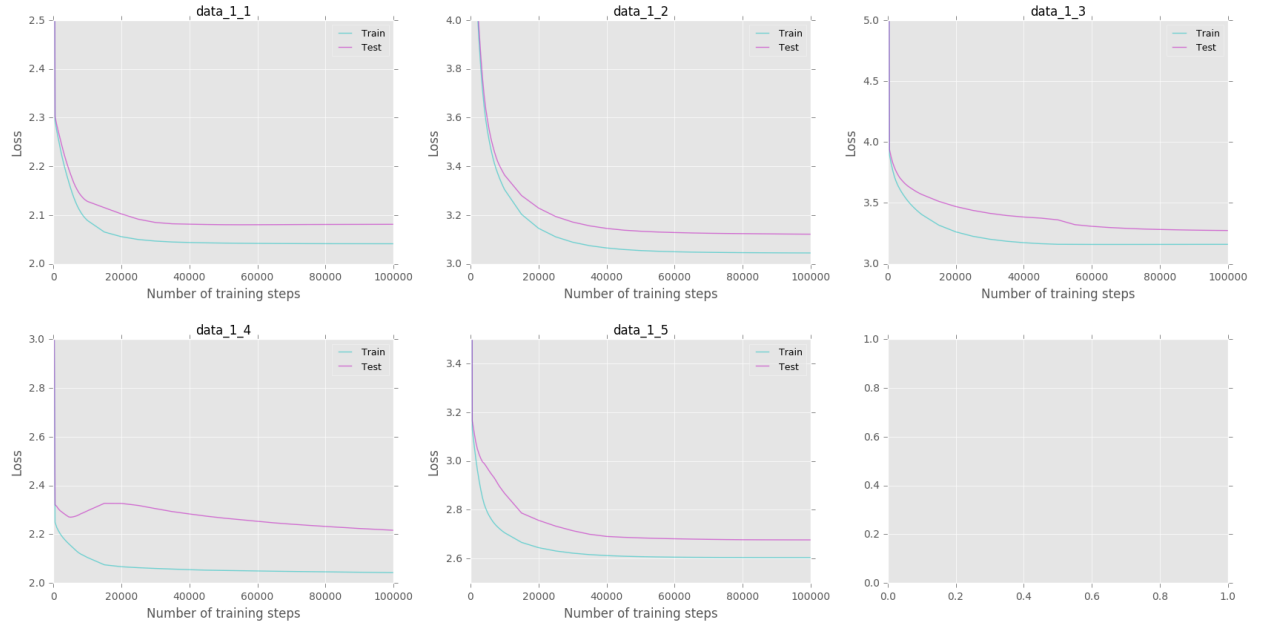 data_1_1
data_1_2
data_1_3
2.5
2.4
2.3
2.2
2.1
2.0
Loss
Train
Test
0 20000 40000 60000 80000 100000
Number of training steps
4.0
3.8
3.6
3.4
3.2
3.0
Loss
Train
Test
0 20000 40000 60000 80000 100000
Number of training steps
5.0
4.5
4.0
3.5
3.0
Loss
Train
Test
0 20000 40000 60000 80000 100000
Number of training steps
data_1_4
data_1_5
3.0
2.8
2.6
2.4
2.2
2.0
Loss
Train
Test
0 20000 40000 60000 80000 100000
Number of training steps
3.4
3.2
3.0
2.8
2.6
Loss
Train
Test
0 20000 40000 60000 80000 100000
Number of training steps
1.0
0.8
0.6
0.4
0.2
0.0
0.0 0.2 0.4 0.6 0.8 1.0